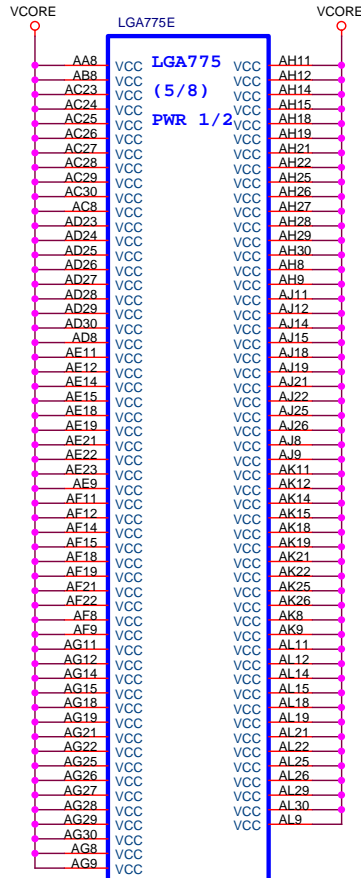 VCORE VCORE
LGA775E
LGA775
(5/8)
PWR 1/2
AA8 VCC VCC AH11
AB8 VCC VCC AH12
AC23 VCC VCC AH14
AC24 VCC VCC AH15
AC25 VCC VCC AH18
AC26 VCC VCC AH19
AC27 VCC VCC AH21
AC28 VCC VCC AH22
AC29 VCC VCC AH25
AC30 VCC VCC AH26
AC8 VCC VCC AH27
AD23 VCC VCC AH28
AD24 VCC VCC AH29
AD25 VCC VCC AH30
AD26 VCC VCC AH8
AD27 VCC VCC AH9
AD28 VCC VCC AJ11
AD29 VCC VCC AJ12
AD30 VCC VCC AJ14
AD8 VCC VCC AJ15
AE11 VCC VCC AJ18
AE12 VCC VCC AJ19
AE14 VCC VCC AJ21
AE15 VCC VCC AJ22
AE18 VCC VCC AJ25
AE19 VCC VCC AJ26
AE21 VCC VCC AJ8
AE22 VCC VCC AJ9
AE23 VCC VCC AK11
AE9 VCC VCC AK12
AF11 VCC VCC AK14
AF12 VCC VCC AK15
AF14 VCC VCC AK18
AF15 VCC VCC AK19
AF18 VCC VCC AK21
AF19 VCC VCC AK22
AF21 VCC VCC AK25
AF22 VCC VCC AK26
AF8 VCC VCC AK8
AF9 VCC VCC AK9
AG11 VCC VCC AL11
AG12 VCC VCC AL12
AG14 VCC VCC AL14
AG15 VCC VCC AL15
AG18 VCC VCC AL18
AG19 VCC VCC AL19
AG21 VCC VCC AL21
AG22 VCC VCC AL22
AG25 VCC VCC AL25
AG26 VCC VCC AL26
AG27 VCC VCC AL29
AG28 VCC VCC AL30
AG29 VCC VCC AL9
AG30 VCC
AG8 VCC
AG9 VCC